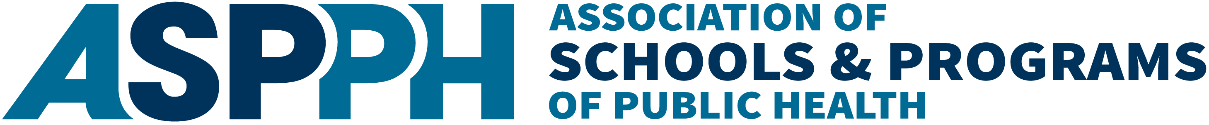 ASPPH
ASSOCIATION OF
SCHOOLS & PROGRAMS
OF PUBLIC HEALTH